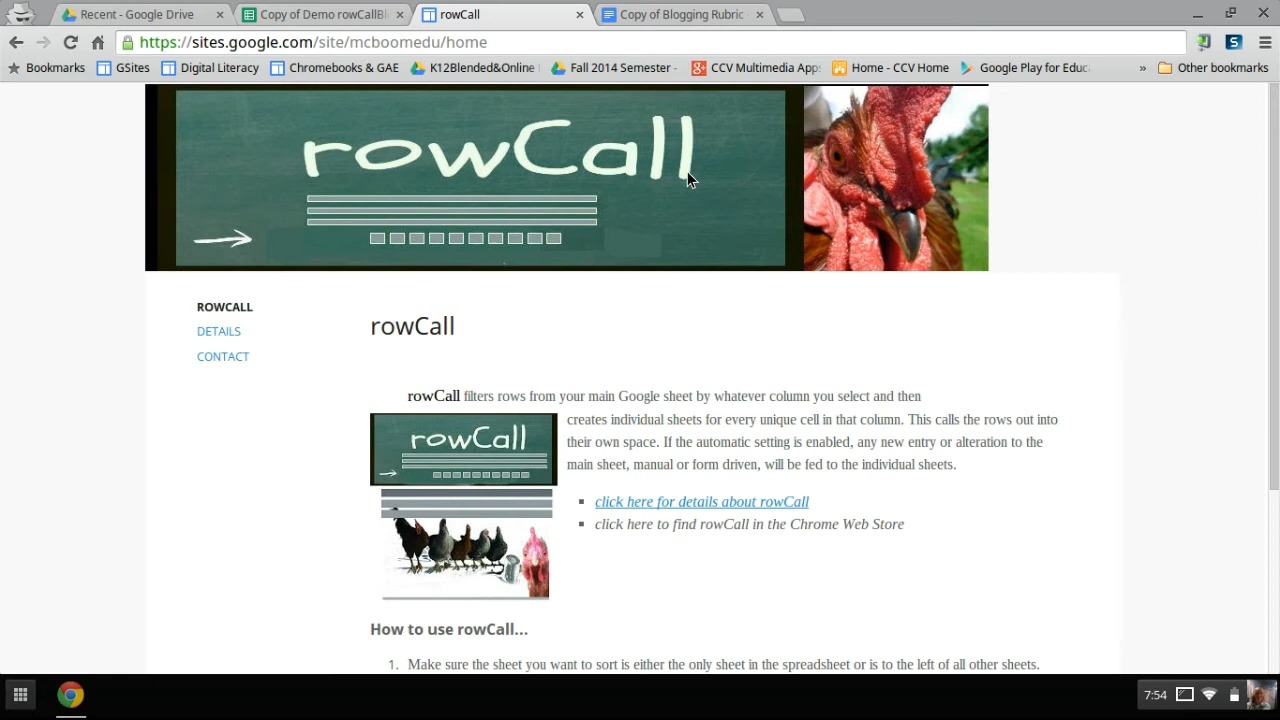 Recent - Google Drive
Copy of Demo rowCallBl
rowCall
Copy of Blogging Rubric -
https://sites.google.com/site/mcboomedu/home
Bookmarks
GSites
Digital Literacy
Chromebooks & GAE
K12Blended&Online
Fall 2014 Semester -
CCV Multimedia Apps
Home - CCV Home
Google Play for Educ
»
Other bookmarks
rowCall
ROWCALL
DETAILS
CONTACT
rowCall
rowCall filters rows from your main Google sheet by whatever column you select and then
creates individual sheets for every unique cell in that column. This calls the rows out into
their own space. If the automatic setting is enabled, any new entry or alteration to the
main sheet, manual or form driven, will be fed to the individual sheets.
rowCall
click here for details about rowCall
click here to find rowCall in the Chrome Web Store
How to use rowCall...
1. Make sure the sheet you want to sort is either the only sheet in the spreadsheet or is to the left of all other sheets.
7:54